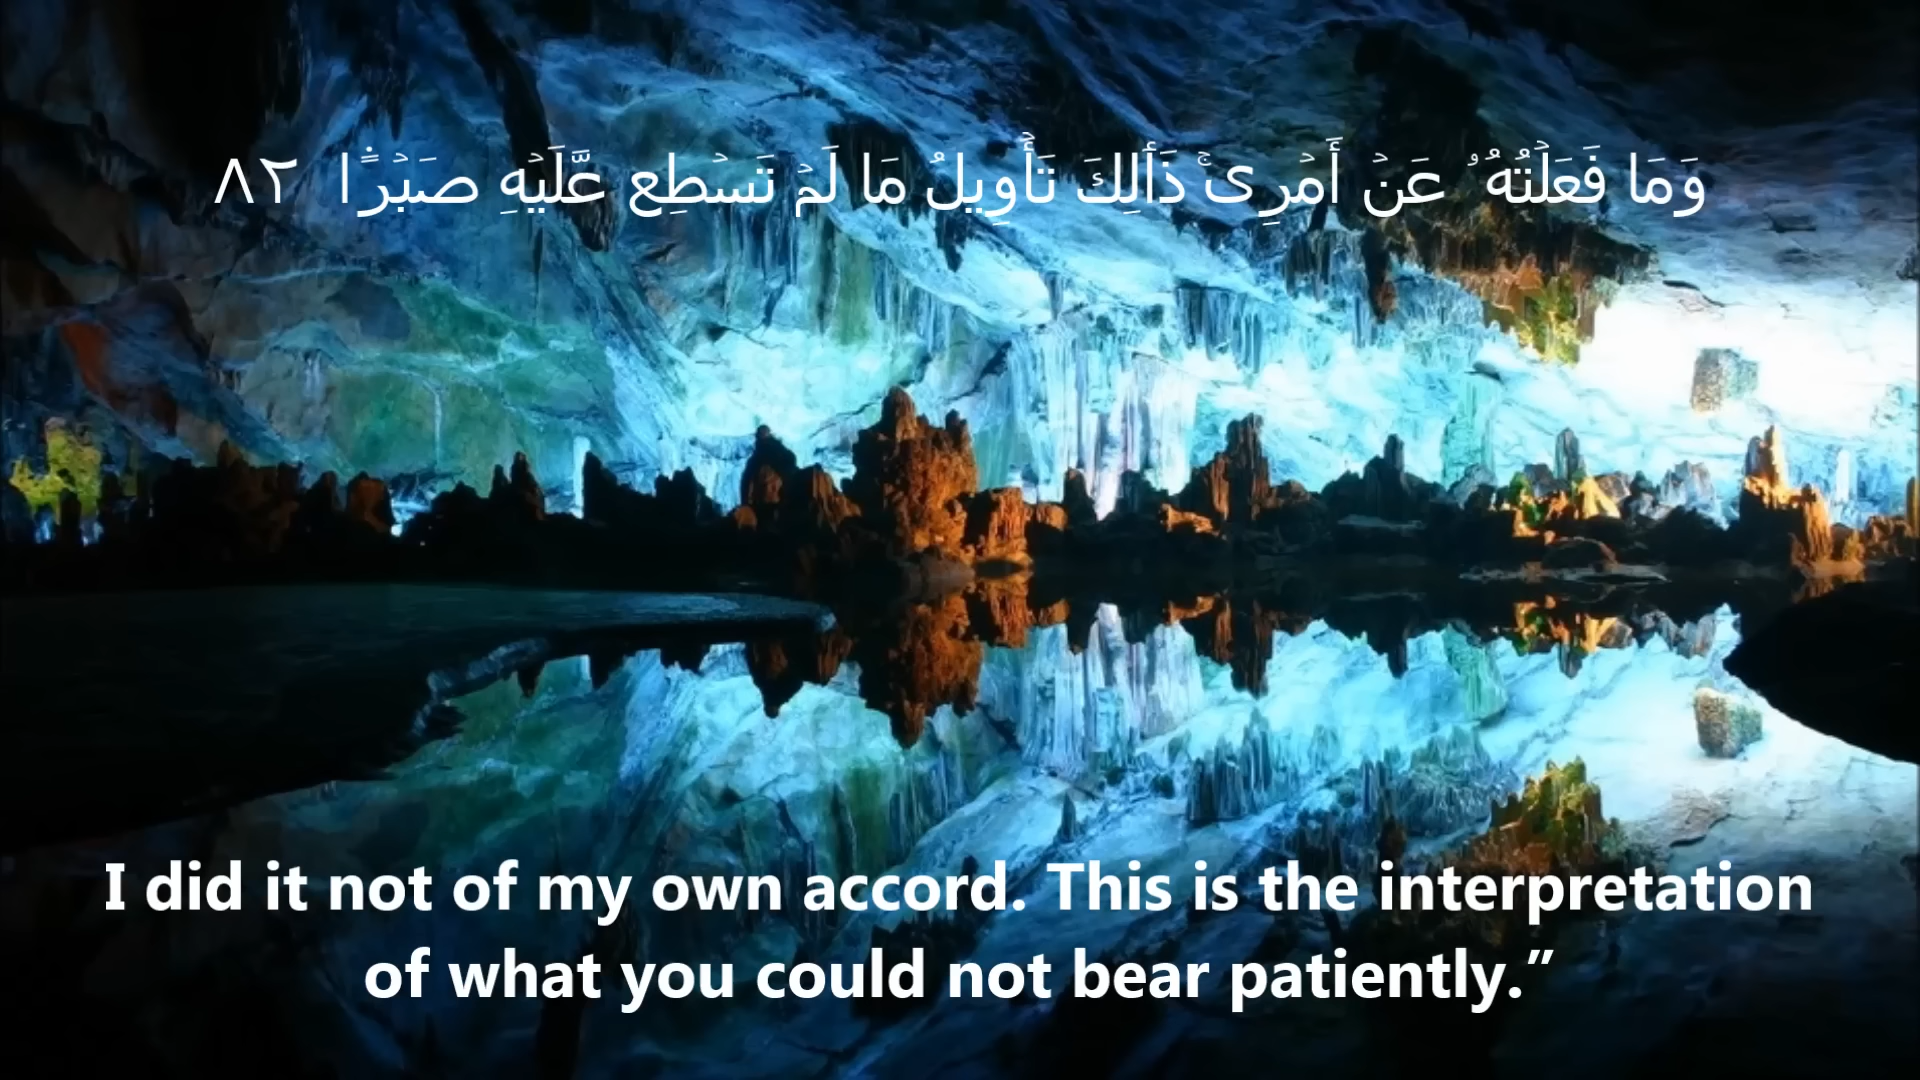 وَمَا فَعَلۡتُهُۥ عَنۡ أَمۡرِىۚ ذَٲلِكَ تَأۡوِيلُ مَا لَمۡ تَسۡطِع عَّلَيۡهِ صَبۡرً۬ا ٨٢
I did it not of my own accord. This is the interpretation
of what you could not bear patiently.”